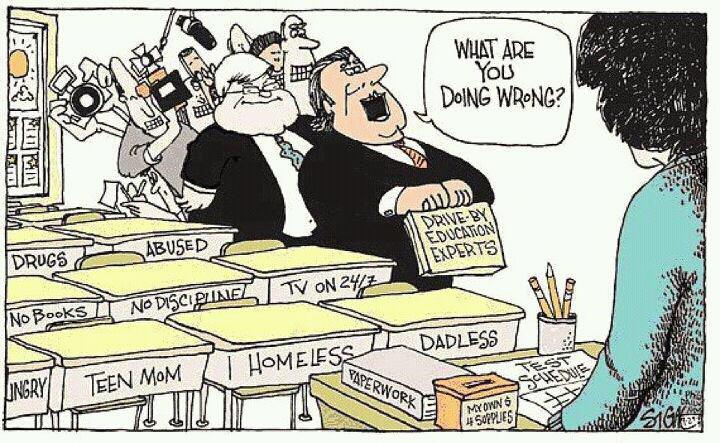 WHAT ARE
YOU
DOING WRONG?
DRIVE-BY
EDUCATION
EXPERTS
DRUGS
ABUSED
NO BOOKS
NO DISCIPLINE
TV ON 24/7
UNGRY
TEEN MOM
HOMELESS
DADLESS
PAPERWORK
MY OWN $
4 SUPPLIES
TEST
SCHEDULE
SIGN